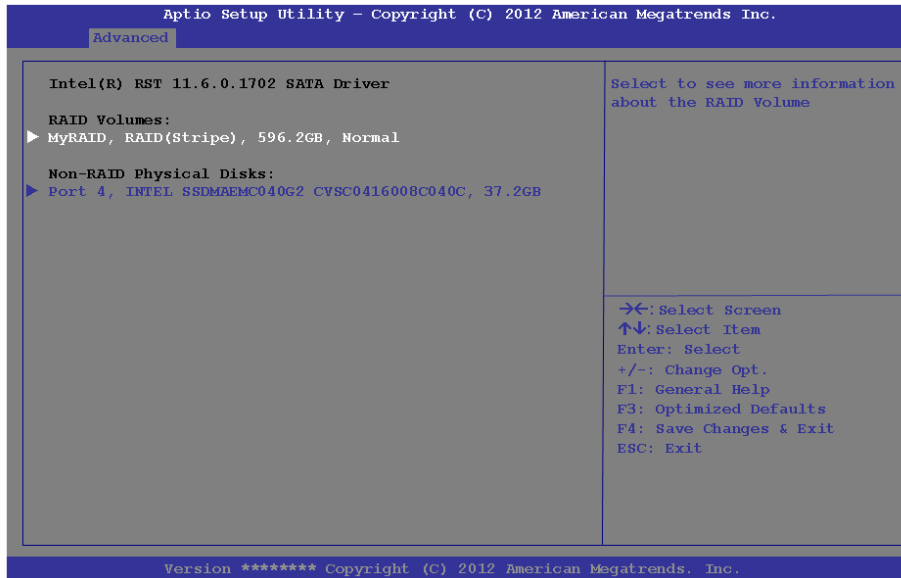 Aptio Setup Utility – Copyright (C) 2012 American Megatrends Inc.
Advanced
Intel(R) RST 11.6.0.1702 SATA Driver
RAID Volumes:
▶ MyRAID, RAID(Stripe), 596.2GB, Normal
Non-RAID Physical Disks:
▶ Port 4, INTEL SSDMAEMC040G2 CVSC0416008C040C, 37.2GB
Select to see more information
about the RAID Volume
→←: Select Screen
↑↓: Select Item
Enter: Select
+/-: Change Opt.
F1: General Help
F3: Optimized Defaults
F4: Save Changes & Exit
ESC: Exit
Version ******** Copyright (C) 2012 American Megatrends. Inc.